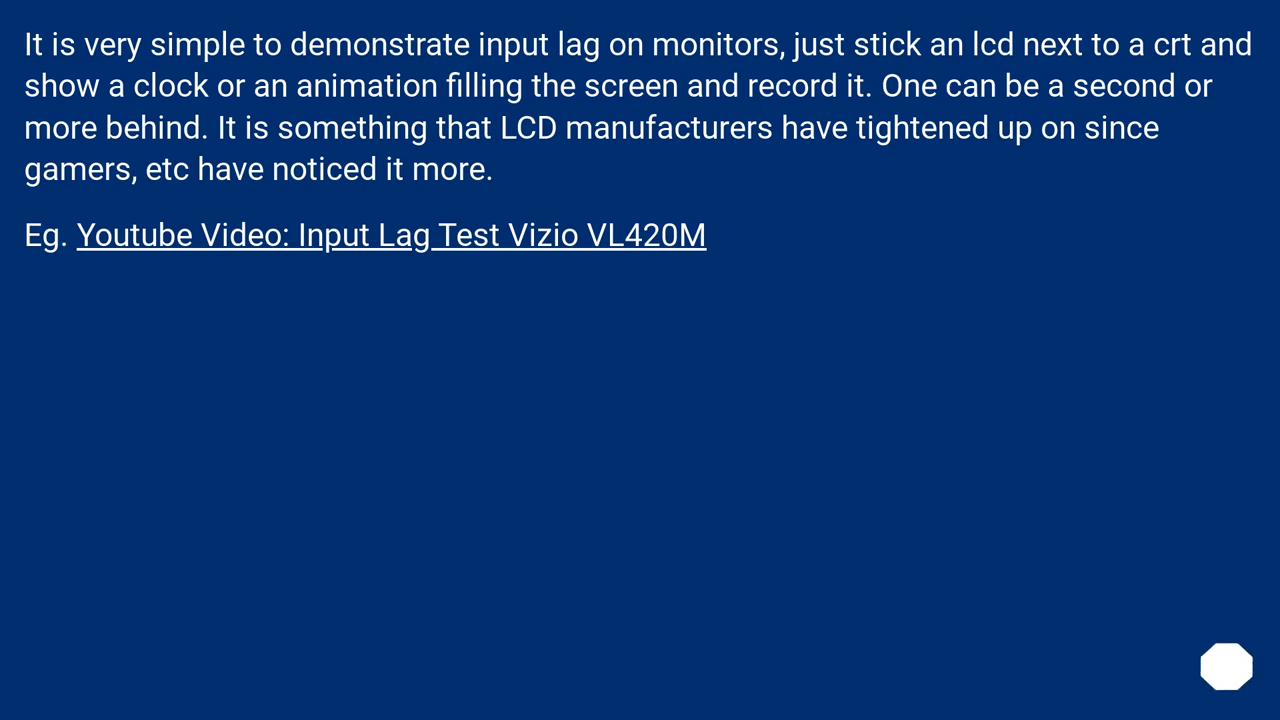 It is very simple to demonstrate input lag on monitors, just stick an lcd next to a crt and
show a clock or an animation filling the screen and record it. One can be a second or
more behind. It is something that LCD manufacturers have tightened up on since
gamers, etc have noticed it more.
Eg. Youtube Video: Input Lag Test Vizio VL420M